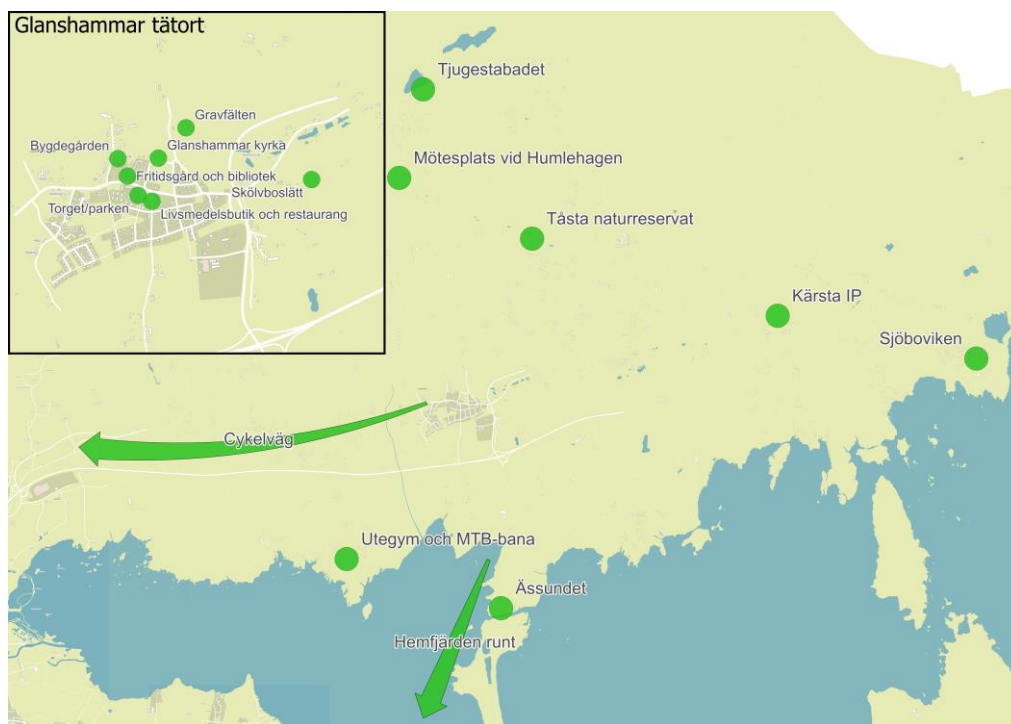 Glanshammar tätort
Gravfälten
Bygdegården
Glanshammar kyrka
Fritidsgård och bibliotek
Skölvboslätt
Torget/parken
Livsmedelsbutik och restaurang
Tjugestabadet
Mötesplats vid Humlehagen
Tåsta naturreservat
Kärsta IP
Sjöboviken
Cykelväg
Utegym och MTB-bana
Ässundet
Hemfjärden runt